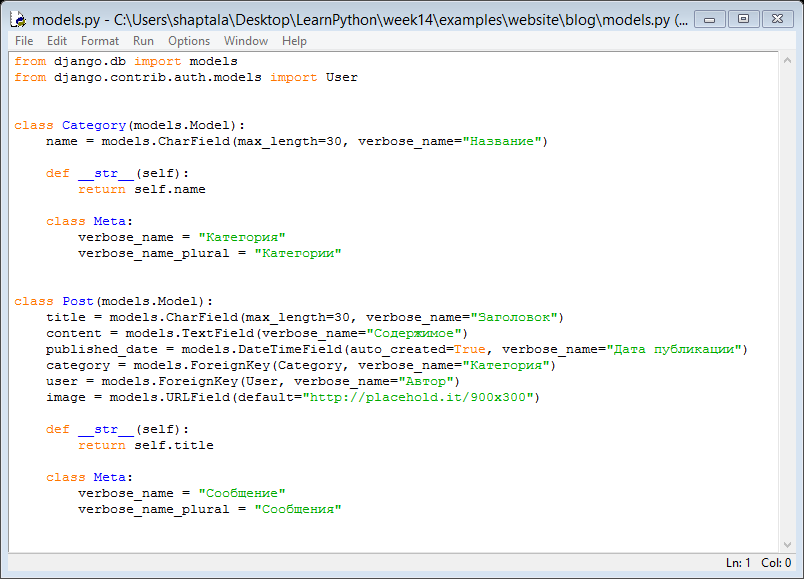 models.py - C:\Users\shaptala\Desktop\LearnPython\week14\examples\website\blog\models.py (...
File Edit Format Run Options Window Help
from django.db import models
from django.contrib.auth.models import User
class Category(models.Model):
    name = models.CharField(max_length=30, verbose_name="Название")
    def __str__(self):
        return self.name
    class Meta:
        verbose_name = "Категория"
        verbose_name_plural = "Категории"
class Post(models.Model):
    title = models.CharField(max_length=30, verbose_name="Заголовок")
    content = models.TextField(verbose_name="Содержимое")
    published_date = models.DateTimeField(auto_created=True, verbose_name="Дата публикации")
    category = models.ForeignKey(Category, verbose_name="Категория")
    user = models.ForeignKey(User, verbose_name="Автор")
    image = models.URLField(default="http://placehold.it/900x300")
    def __str__(self):
        return self.title
    class Meta:
        verbose_name = "Сообщение"
        verbose_name_plural = "Сообщения"
Ln: 1 Col: 0